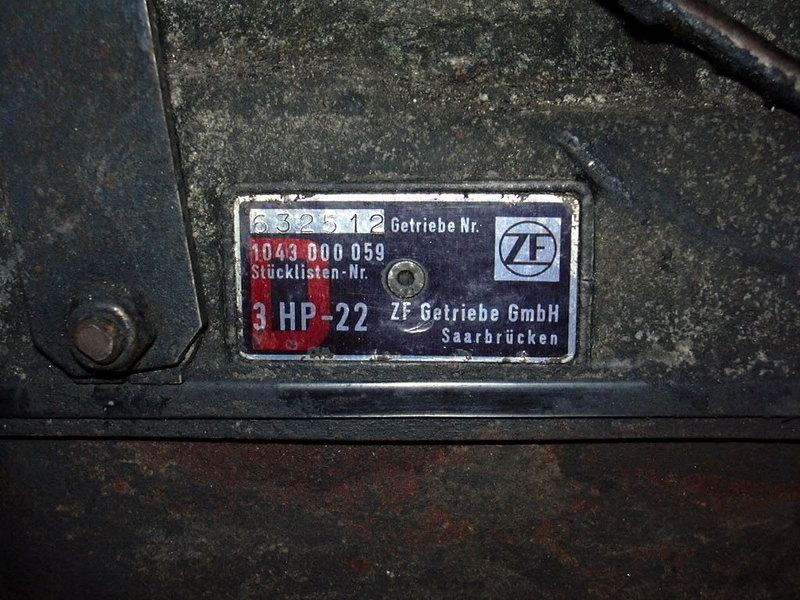 632512 Getriebe Nr.
ZF
1043 000 059
Stücklisten-Nr.
D
3 HP-22
ZF Getriebe GmbH
Saarbrücken